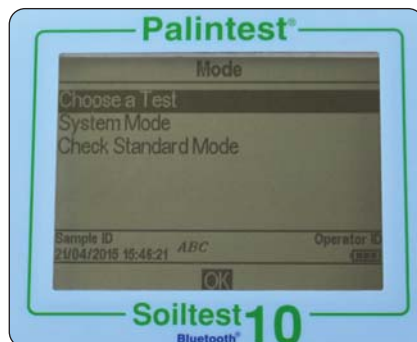 Palintest®
Mode
Choose a Test
System Mode
Check Standard Mode
Sample ID
Operator ID
21/04/2015 15:46:21 ABC
OK
Soiltest 10
Bluetooth®